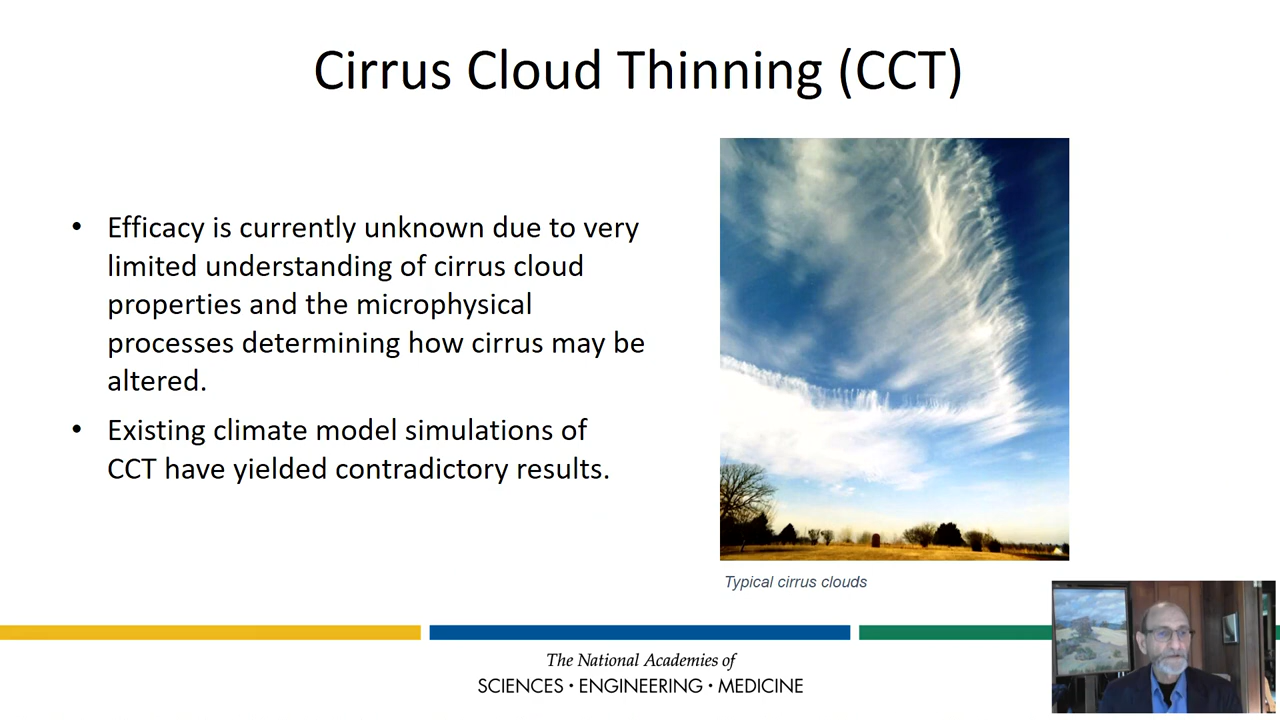 Cirrus Cloud Thinning (CCT)
• Efficacy is currently unknown due to very
limited understanding of cirrus cloud
properties and the microphysical
processes determining how cirrus may be
altered.
• Existing climate model simulations of
CCT have yielded contradictory results.
Typical cirrus clouds
The National Academies of
SCIENCES · ENGINEERING · MEDICINE